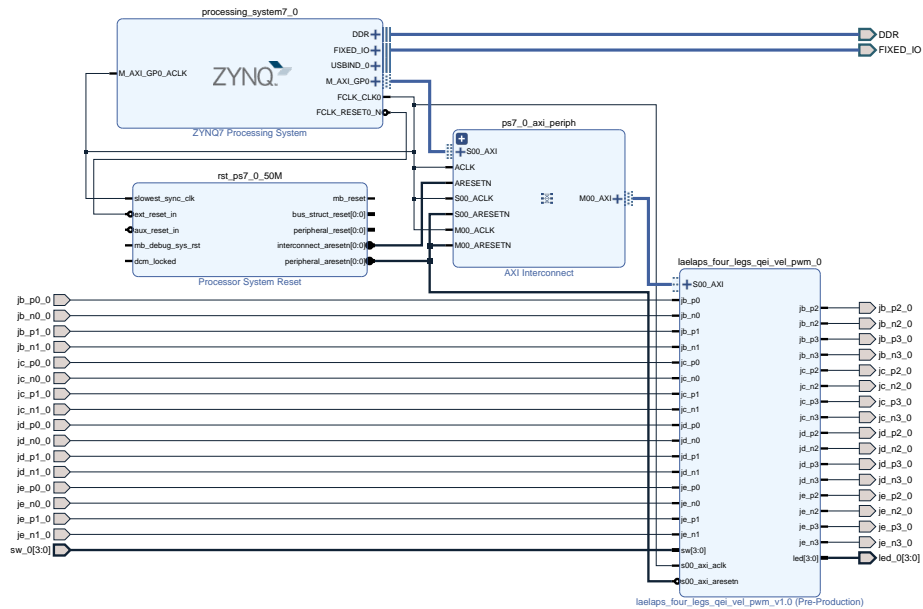 processing_system7_0
DDR
FIXED_IO
USBIND_0
M_AXI_GP0
FCLK_CLK0
FCLK_RESET0_N
M_AXI_GP0_ACLK
ZYNQ
ZYNQ7 Processing System
DDR
FIXED_IO
ps7_0_axi_periph
S00_AXI
ACLK
ARESETN
S00_ACLK
S00_ARESETN
M00_ACLK
M00_ARESETN
M00_AXI
AXI Interconnect
rst_ps7_0_50M
slowest_sync_clk
ext_reset_in
aux_reset_in
mb_debug_sys_rst
dcm_locked
mb_reset
bus_struct_reset[0:0]
peripheral_reset[0:0]
interconnect_aresetn[0:0]
peripheral_aresetn[0:0]
Processor System Reset
jb_p0_0
jb_n0_0
jb_p1_0
jb_n1_0
jc_p0_0
jc_n0_0
jc_p1_0
jc_n1_0
jd_p0_0
jd_n0_0
jd_p1_0
jd_n1_0
je_p0_0
je_n0_0
je_p1_0
je_n1_0
sw_0[3:0]
laelaps_four_legs_qei_vel_pwm_0
S00_AXI
jb_p0
jb_n0
jb_p1
jb_n1
jc_p0
jc_n0
jc_p1
jc_n1
jd_p0
jd_n0
jd_p1
jd_n1
je_p0
je_n0
je_p1
je_n1
sw[3:0]
s00_axi_aclk
s00_axi_aresetn
jb_p2
jb_n2
jb_p3
jb_n3
jc_p2
jc_n2
jc_p3
jc_n3
jd_p2
jd_n2
jd_p3
jd_n3
je_p2
je_n2
je_p3
je_n3
led[3:0]
laelaps_four_legs_qei_vel_pwm_v1.0 (Pre-Production)
jb_p2_0
jb_n2_0
jb_p3_0
jb_n3_0
jc_p2_0
jc_n2_0
jc_p3_0
jc_n3_0
jd_p2_0
jd_n2_0
jd_p3_0
jd_n3_0
je_p2_0
je_n2_0
je_p3_0
je_n3_0
led_0[3:0]